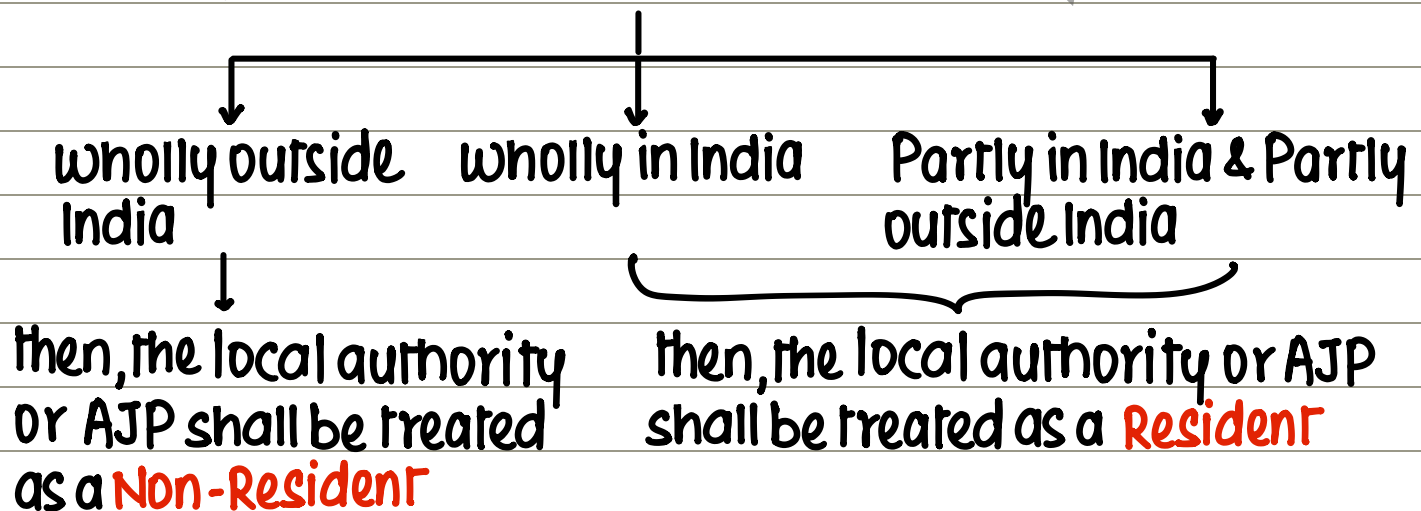 wholly outside India
wholly in India
Partly in India & Partly outside India
then, the local authority
or AJP shall be treated
as a Non-Resident
then, the local authority or AJP
shall be treated as a Resident